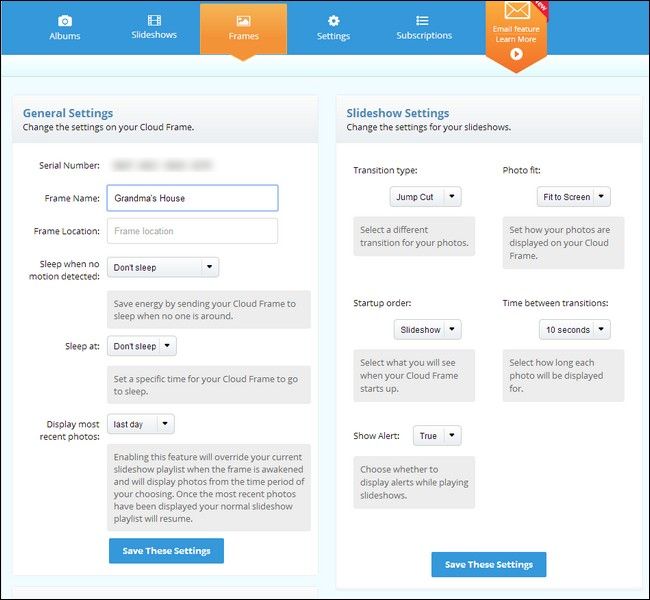 Albums
Slideshows
Frames
Settings
Subscriptions
Email feature
Learn More
New
General Settings
Change the settings on your Cloud Frame.
Serial Number:
Frame Name:
Grandma's House
Frame Location:
Frame location
Sleep when no
motion detected:
Don't sleep
Save energy by sending your Cloud Frame to
sleep when no one is around.
Sleep at:
Don't sleep
Set a specific time for your Cloud Frame to go
to sleep.
Display most
recent photos:
last day
Enabling this feature will override your current
slideshow playlist when the frame is awakened
and will display photos from the time period of
your choosing. Once the most recent photos
have been displayed your normal slideshow
playlist will resume.
Save These Settings
Slideshow Settings
Change the settings for your slideshows.
Transition type:
Jump Cut
Select a different
transition for your photos.
Photo fit:
Fit to Screen
Set how your photos are
displayed on your Cloud
Frame.
Startup order:
Slideshow
Select what you will see
when your Cloud Frame
starts up.
Time between transitions:
10 seconds
Select how long each
photo will be displayed
for.
Show Alert:
True
Choose whether to
display alerts while playing
slideshows.
Save These Settings